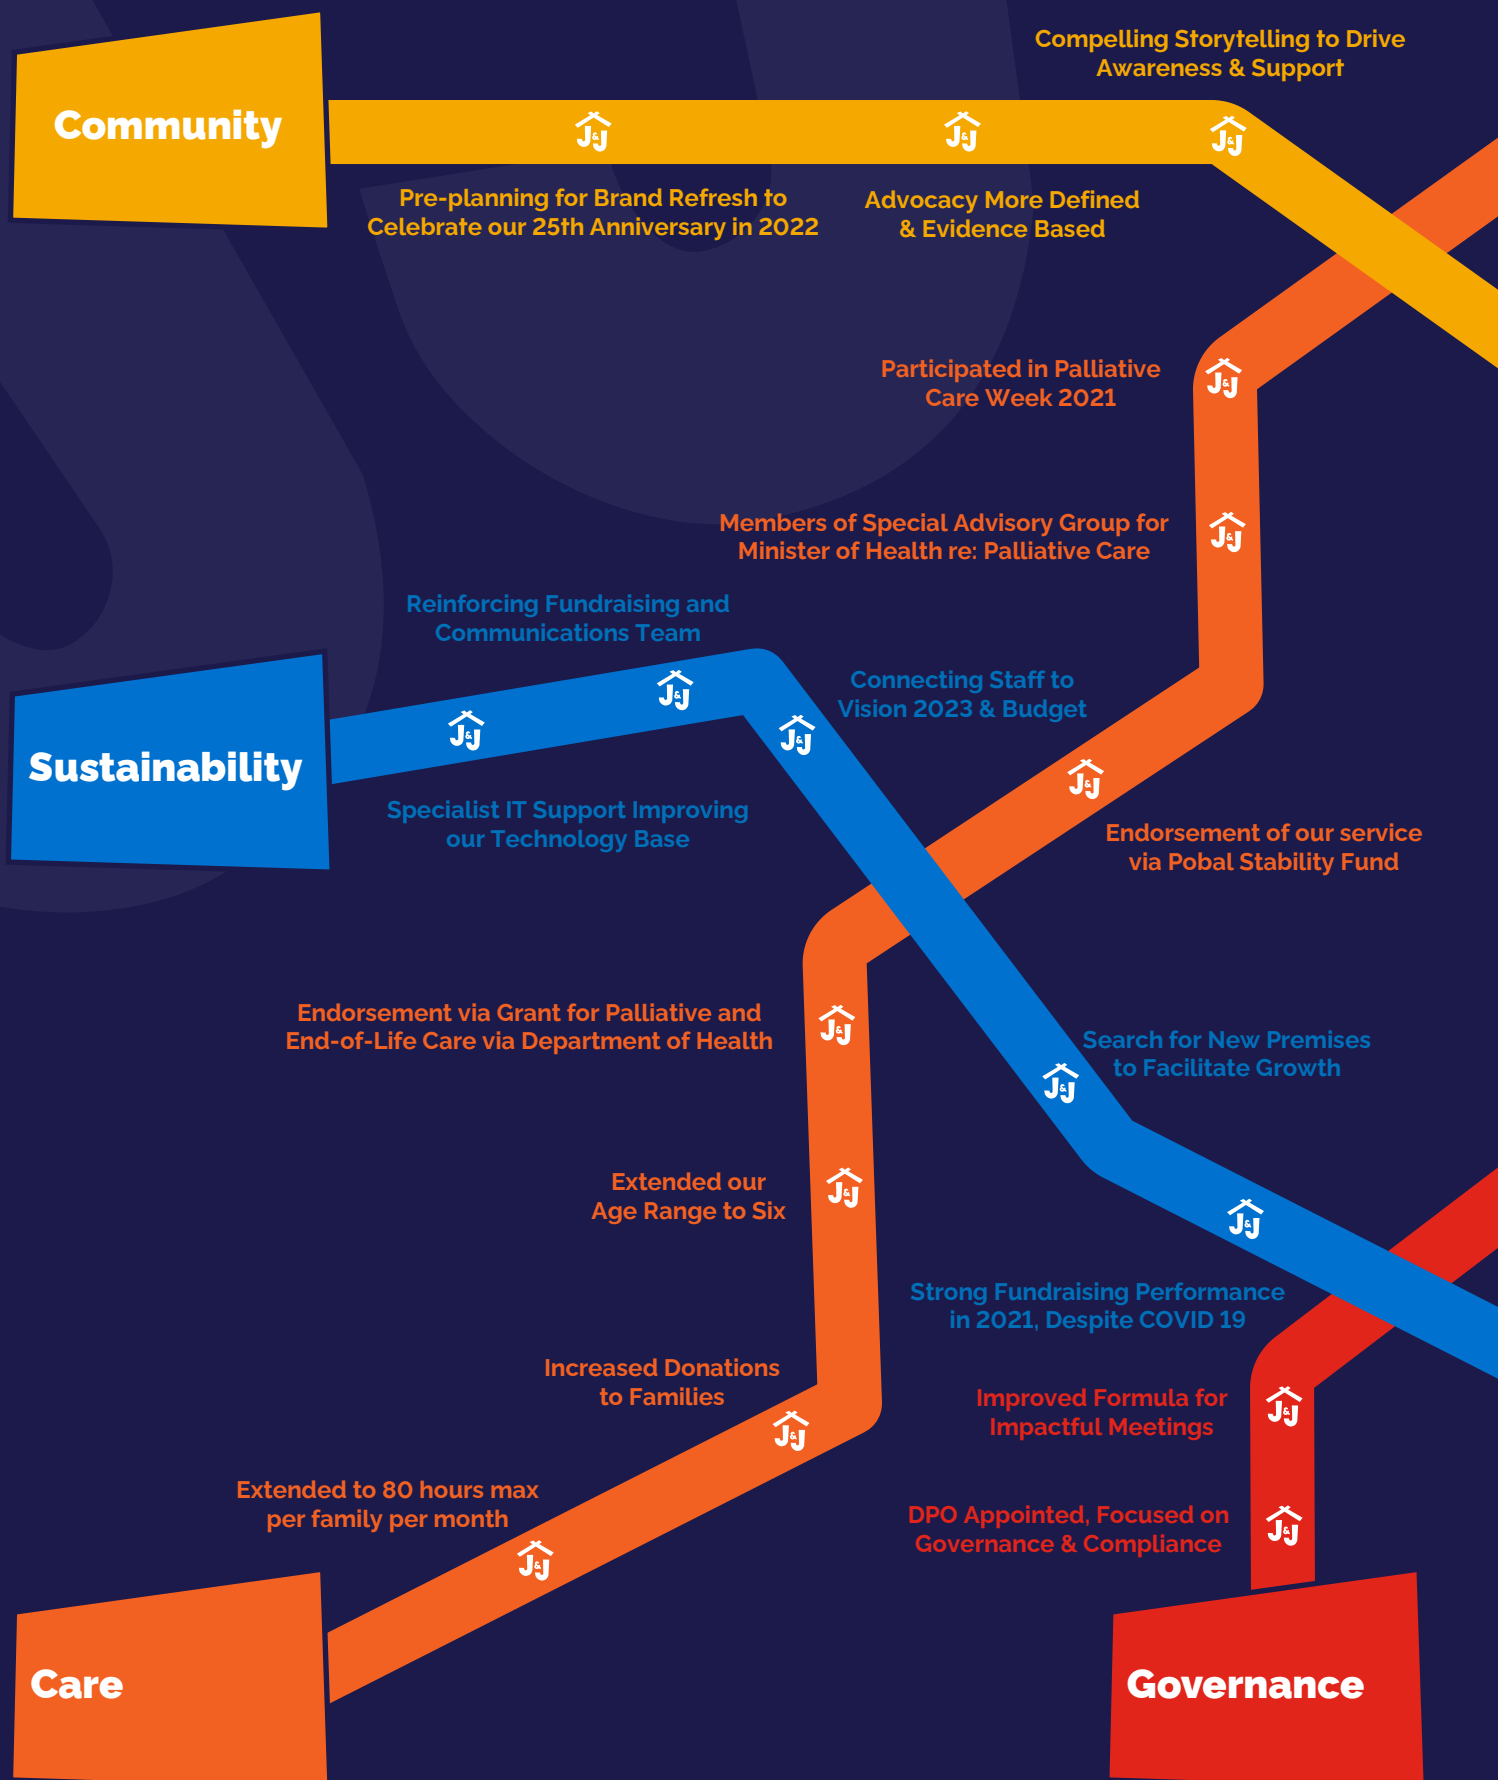 Compelling Storytelling to Drive
Awareness & Support
Community
J&J
J&J
J&J
Pre-planning for Brand Refresh to
Celebrate our 25th Anniversary in 2022
Advocacy More Defined
& Evidence Based
Participated in Palliative
Care Week 2021
J&J
Members of Special Advisory Group for
Minister of Health re: Palliative Care
J&J
Reinforcing Fundraising and
Communications Team
J&J
J&J
J&J
Connecting Staff to
Vision 2023 & Budget
Sustainability
J&J
Specialist IT Support Improving
our Technology Base
Endorsement of our service
via Pobal Stability Fund
Endorsement via Grant for Palliative and
End-of-Life Care via Department of Health
J&J
Search for New Premises
to Facilitate Growth
J&J
Extended our
Age Range to Six
J&J
J&J
Strong Fundraising Performance
in 2021, Despite COVID 19
Increased Donations
to Families
J&J
Improved Formula for
Impactful Meetings
J&J
Extended to 80 hours max
per family per month
J&J
DPO Appointed, Focused on
Governance & Compliance
J&J
Care
Governance